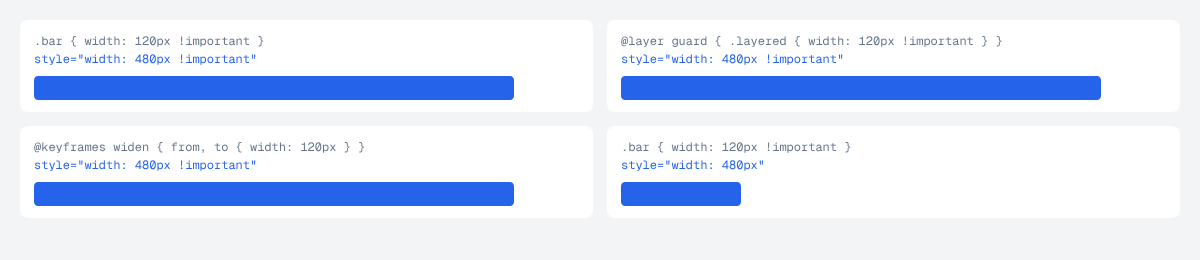 .bar { width: 120px !important }
style="width: 480px !important"
@layer guard { .layered { width: 120px !important } }
style="width: 480px !important"
@keyframes widen { from, to { width: 120px } }
style="width: 480px !important"
.bar { width: 120px !important }
style="width: 480px"